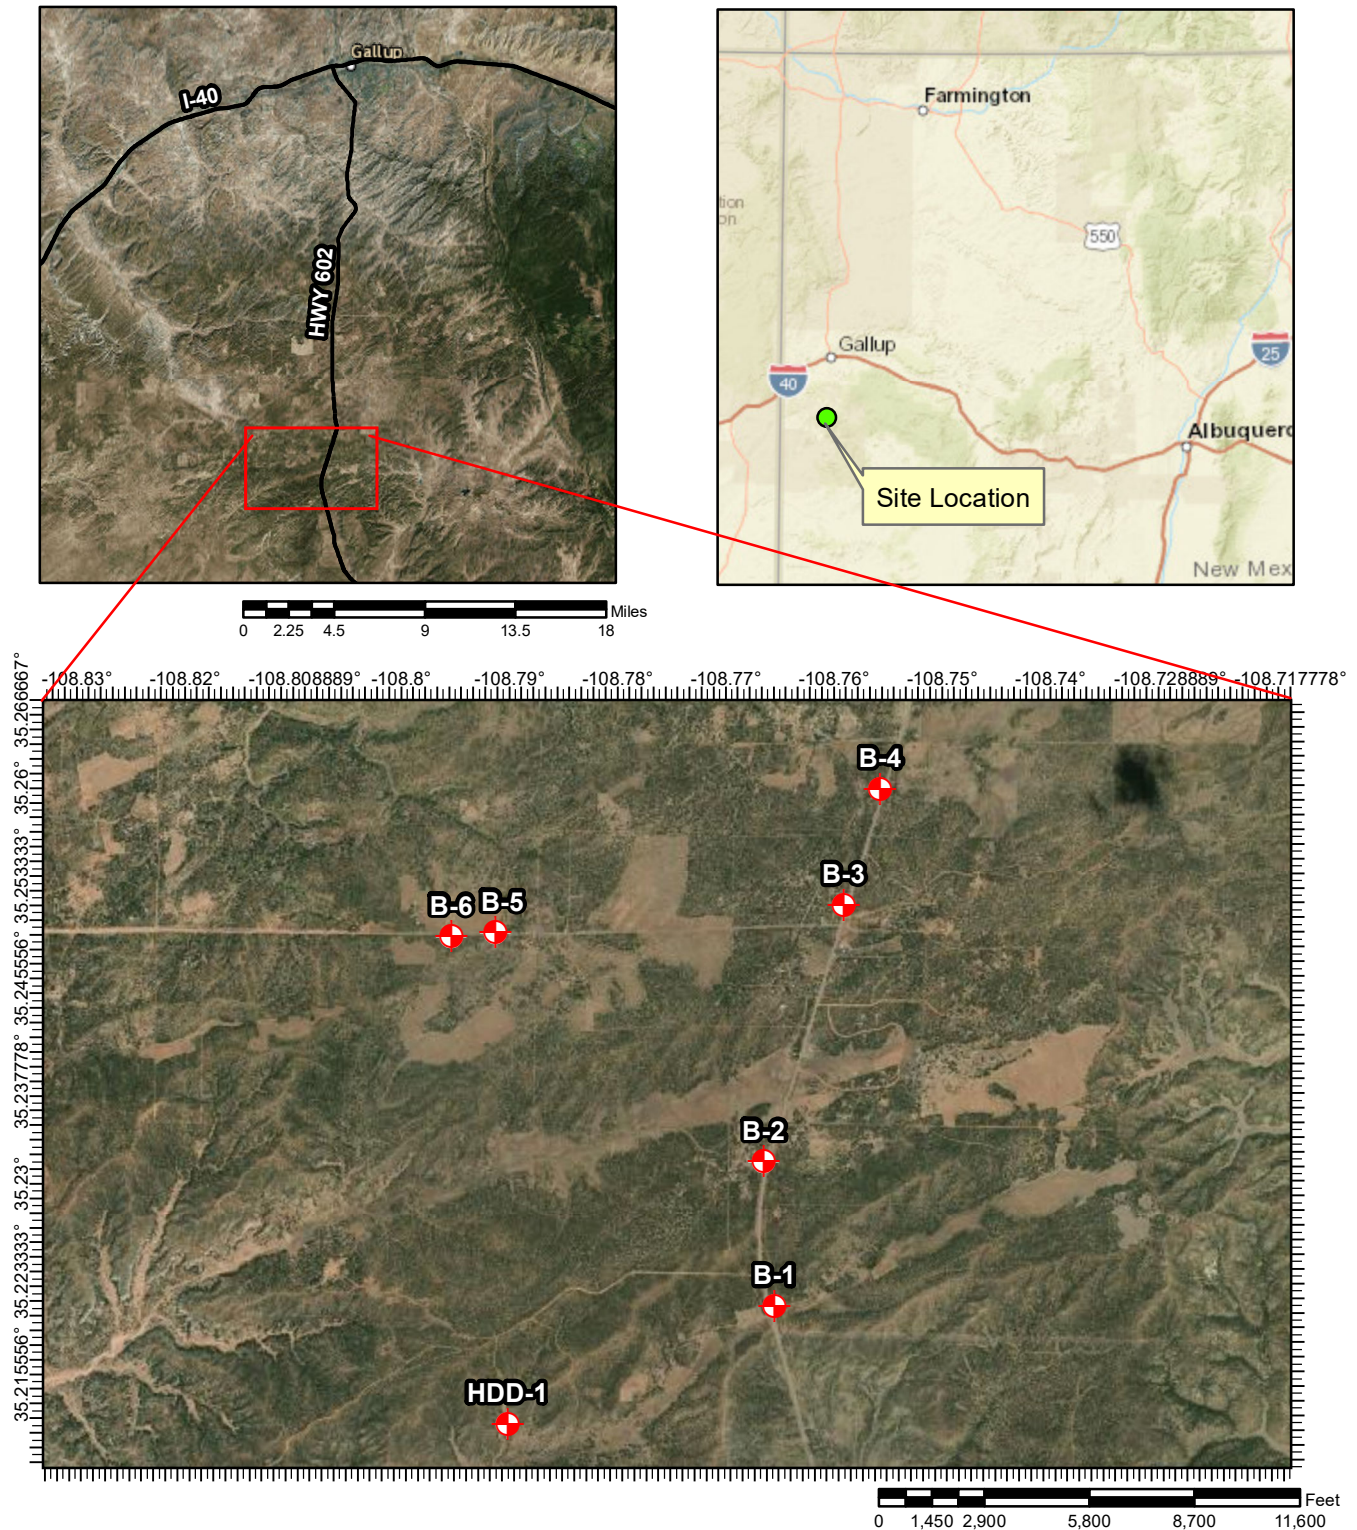 Gallup
I-40
HWY 602
0 2.25 4.5 9 13.5 18
Miles
Farmington
550
Gallup
40
25
Albuquerq
Site Location
New Mex
-108.83° -108.82° -108.808889° -108.8° -108.79° -108.78° -108.77° -108.76° -108.75° -108.74° -108.728889° -108.717778°
35.266667°
35.26°
35.253333°
35.245556°
35.237778°
35.23°
35.223333°
35.215556°
B-4
B-3
B-6 B-5
B-2
B-1
HDD-1
Feet
0 1,450 2,900 5,800 8,700 11,600